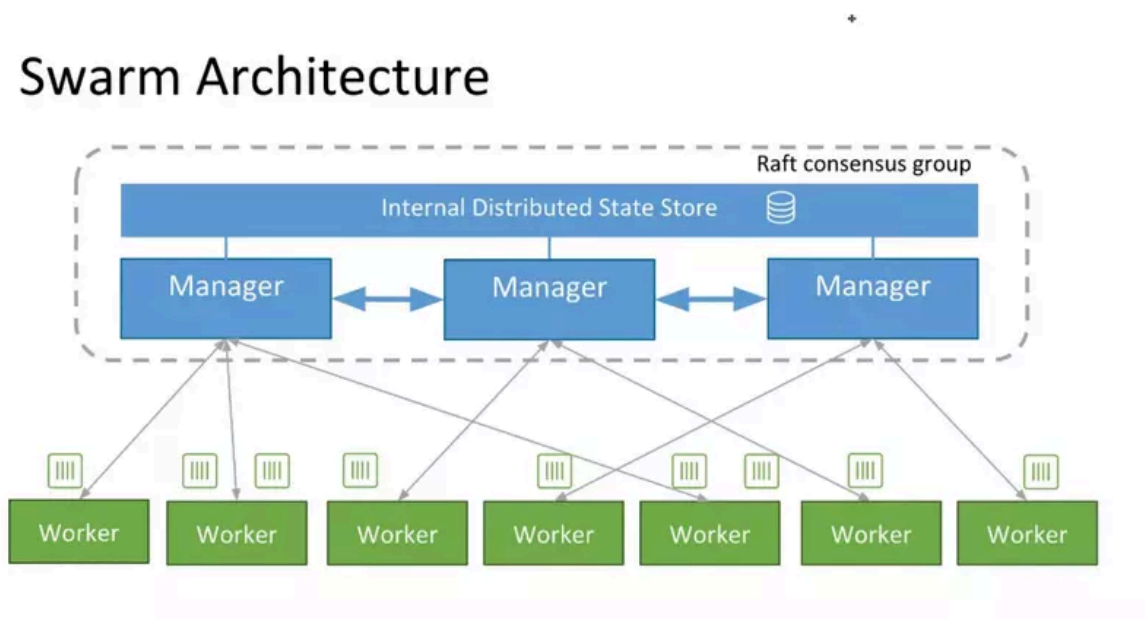 Swarm Architecture
Raft consensus group
Internal Distributed State Store
Manager
Manager
Manager
Worker
Worker
Worker
Worker
Worker
Worker
Worker